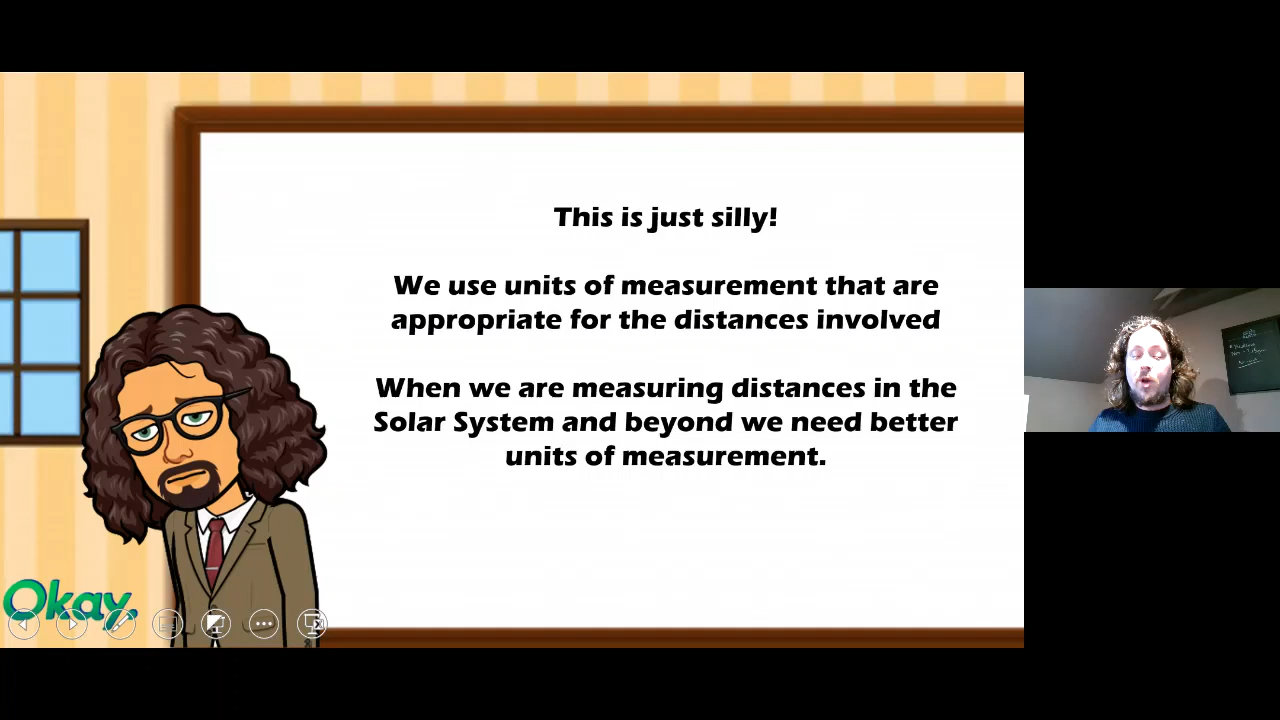 This is just silly!
We use units of measurement that are
appropriate for the distances involved
When we are measuring distances in the
Solar System and beyond we need better
units of measurement.
Okay.